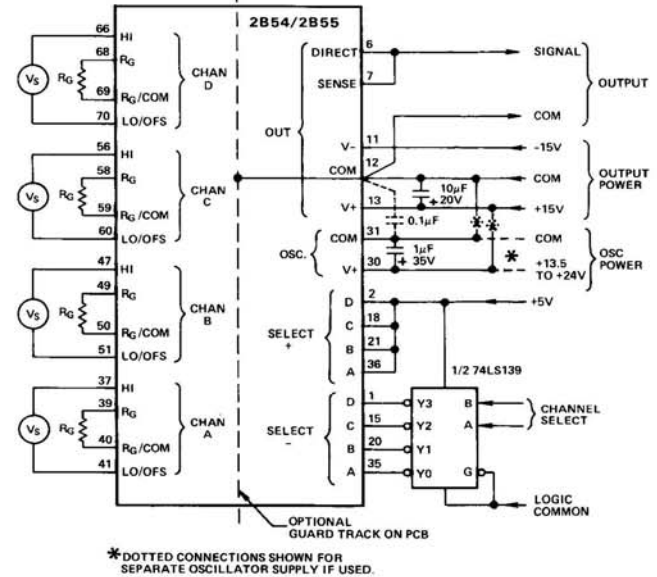 2B54/2B55
66 HI
68 RG
VS RG CHAN D
69 RG/COM
70 LO/OFS
56 HI
58 RG
VS RG CHAN C
59 RG/COM
60 LO/OFS
47 HI
49 RG
VS RG CHAN B
50 RG/COM
51 LO/OFS
37 HI
39 RG
VS RG CHAN A
40 RG/COM
41 LO/OFS
OUT
DIRECT 6 SIGNAL
SENSE 7
OUTPUT
COM
V- 11 -15V
COM 12 COM
OUTPUT POWER
10μF
+ 20V
V+ 13 +15V
0.1μF
OSC.
COM 31 COM
1μF
+ 35V
* * *
V+ 30 +13.5 TO +24V
OSC POWER
SELECT +
D 2 +5V
C 18
B 21
A 36
1/2 74LS139
SELECT -
D 1 Y3 B
C 15 Y2 A
CHANNEL SELECT
B 20 Y1
A 35 Y0 G
LOGIC COMMON
OPTIONAL
GUARD TRACK ON PCB
*DOTTED CONNECTIONS SHOWN FOR
SEPARATE OSCILLATOR SUPPLY IF USED.